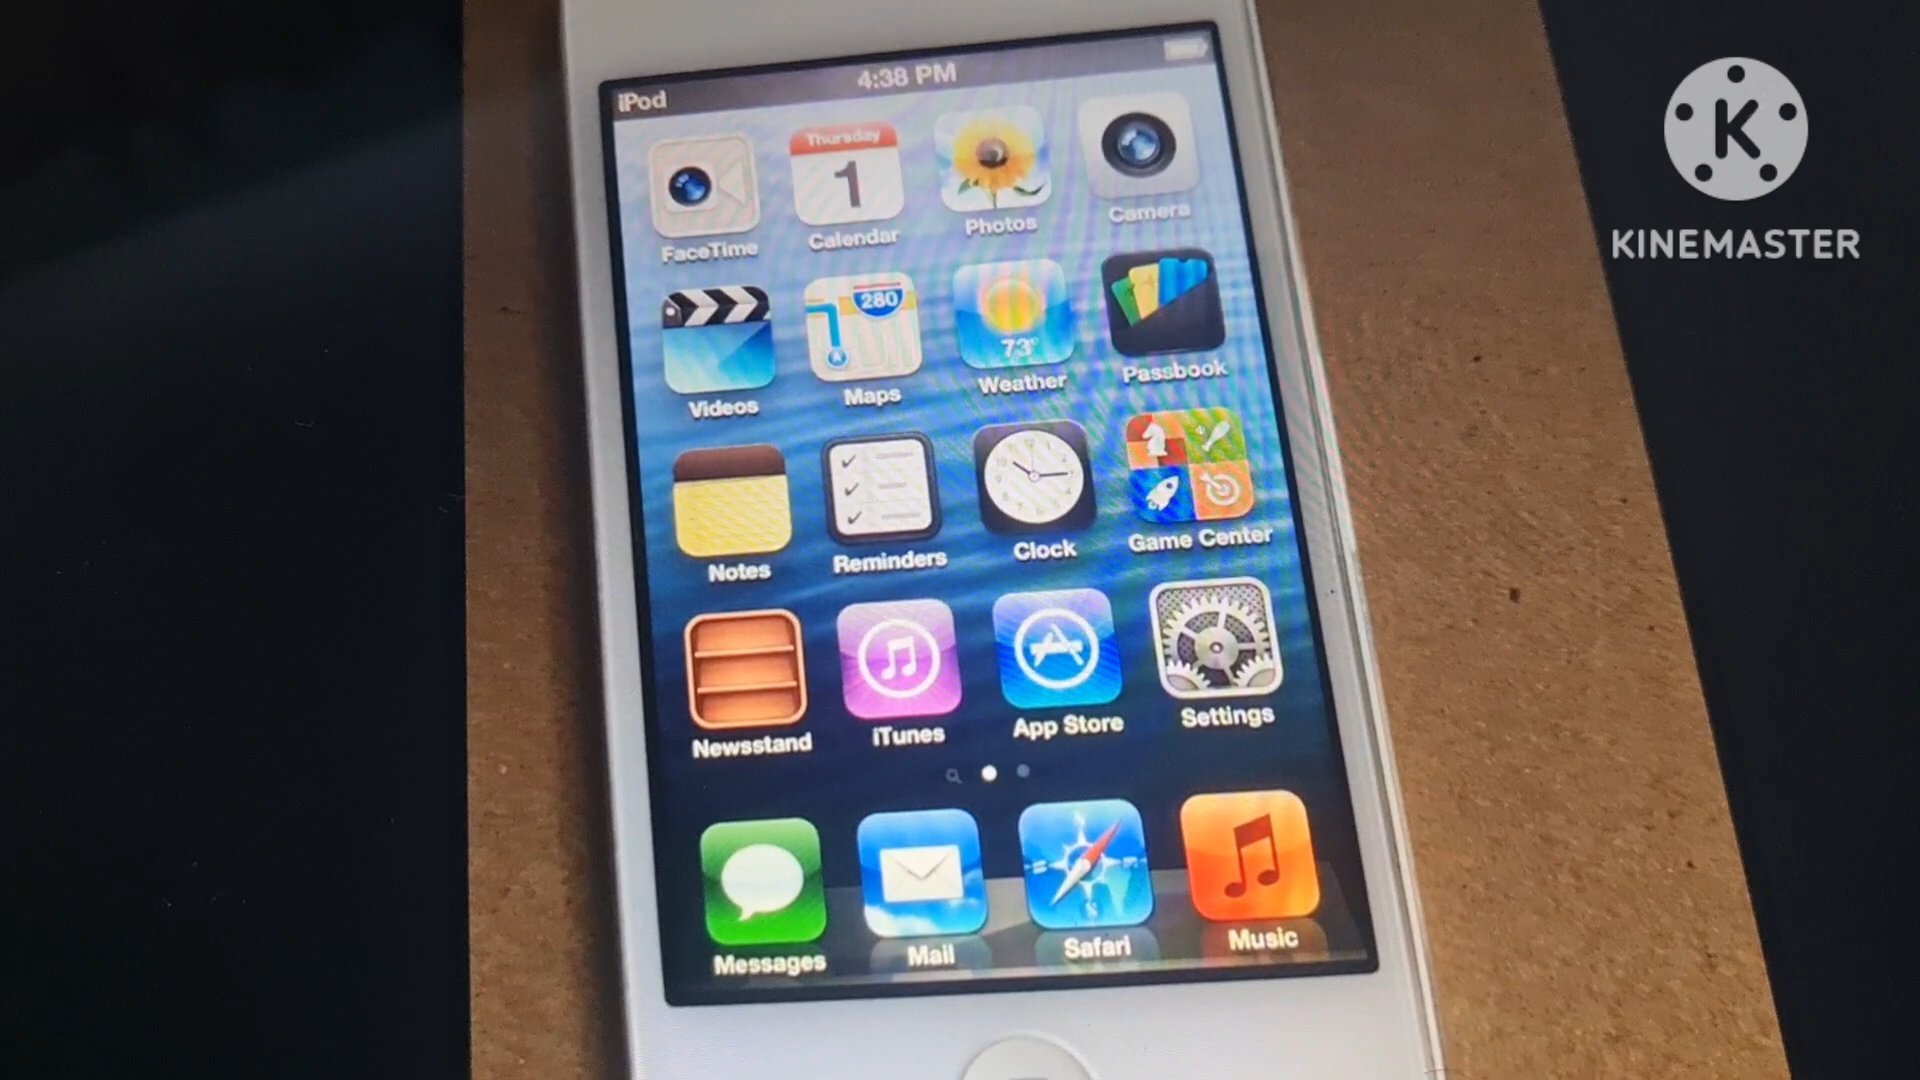 iPod 4:38 PM
Thursday
1
FaceTime Calendar Photos Camera
280
73°
Videos Maps Weather Passbook
Notes Reminders Clock Game Center
Newsstand iTunes App Store Settings
Messages Mail Safari Music
K
KINEMASTER